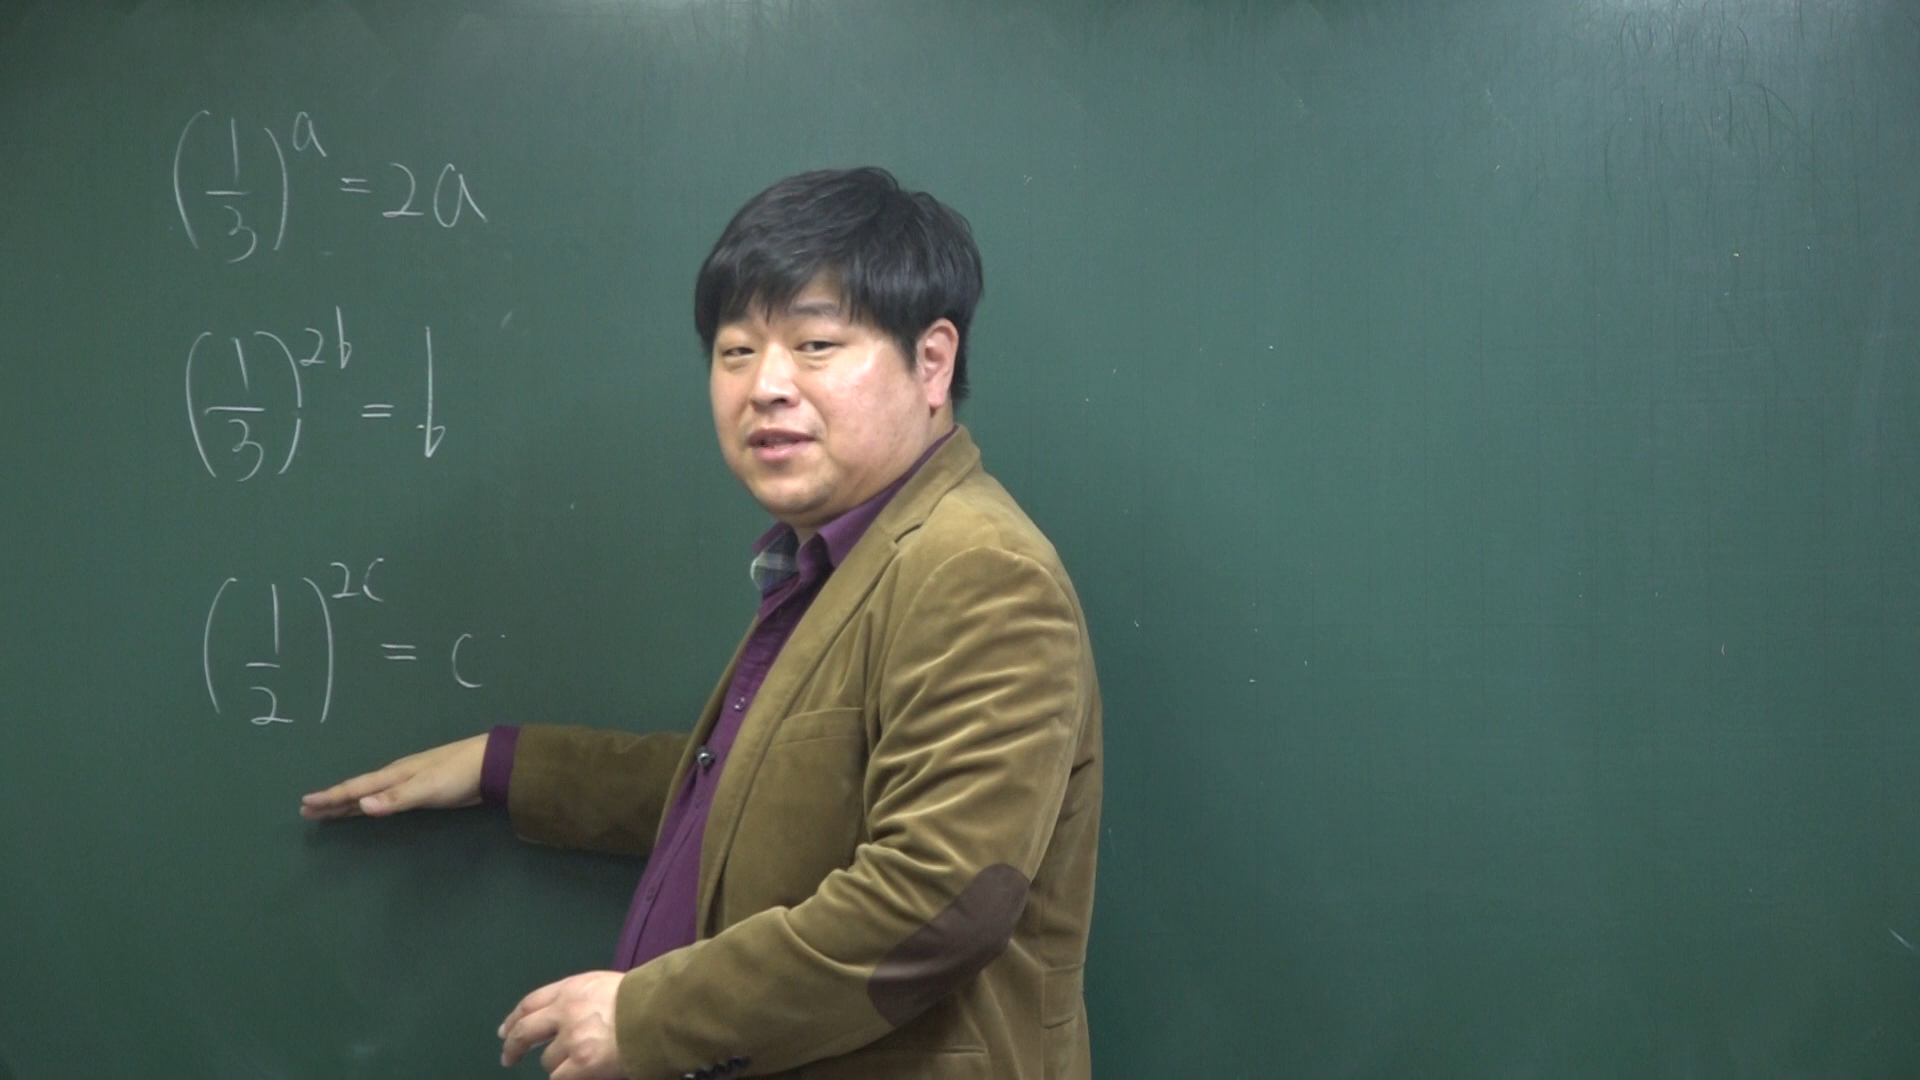 (1/3)^a = 2a
(1/3)^2b = b
(1/2)^2c = c